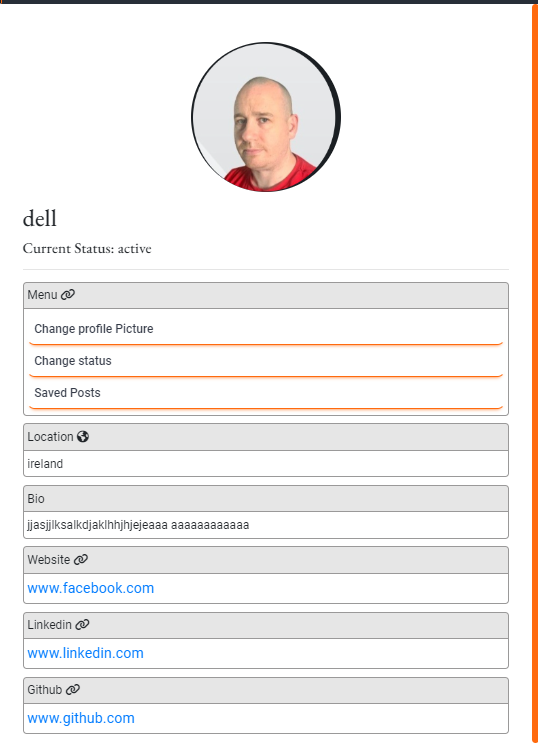 dell
Current Status: active
Menu
Change profile Picture
Change status
Saved Posts
Location
ireland
Bio
jjasjjlksalkdjaklhhjhjejeaaa aaaaaaaaaaaa
Website
www.facebook.com
Linkedin
www.linkedin.com
Github
www.github.com